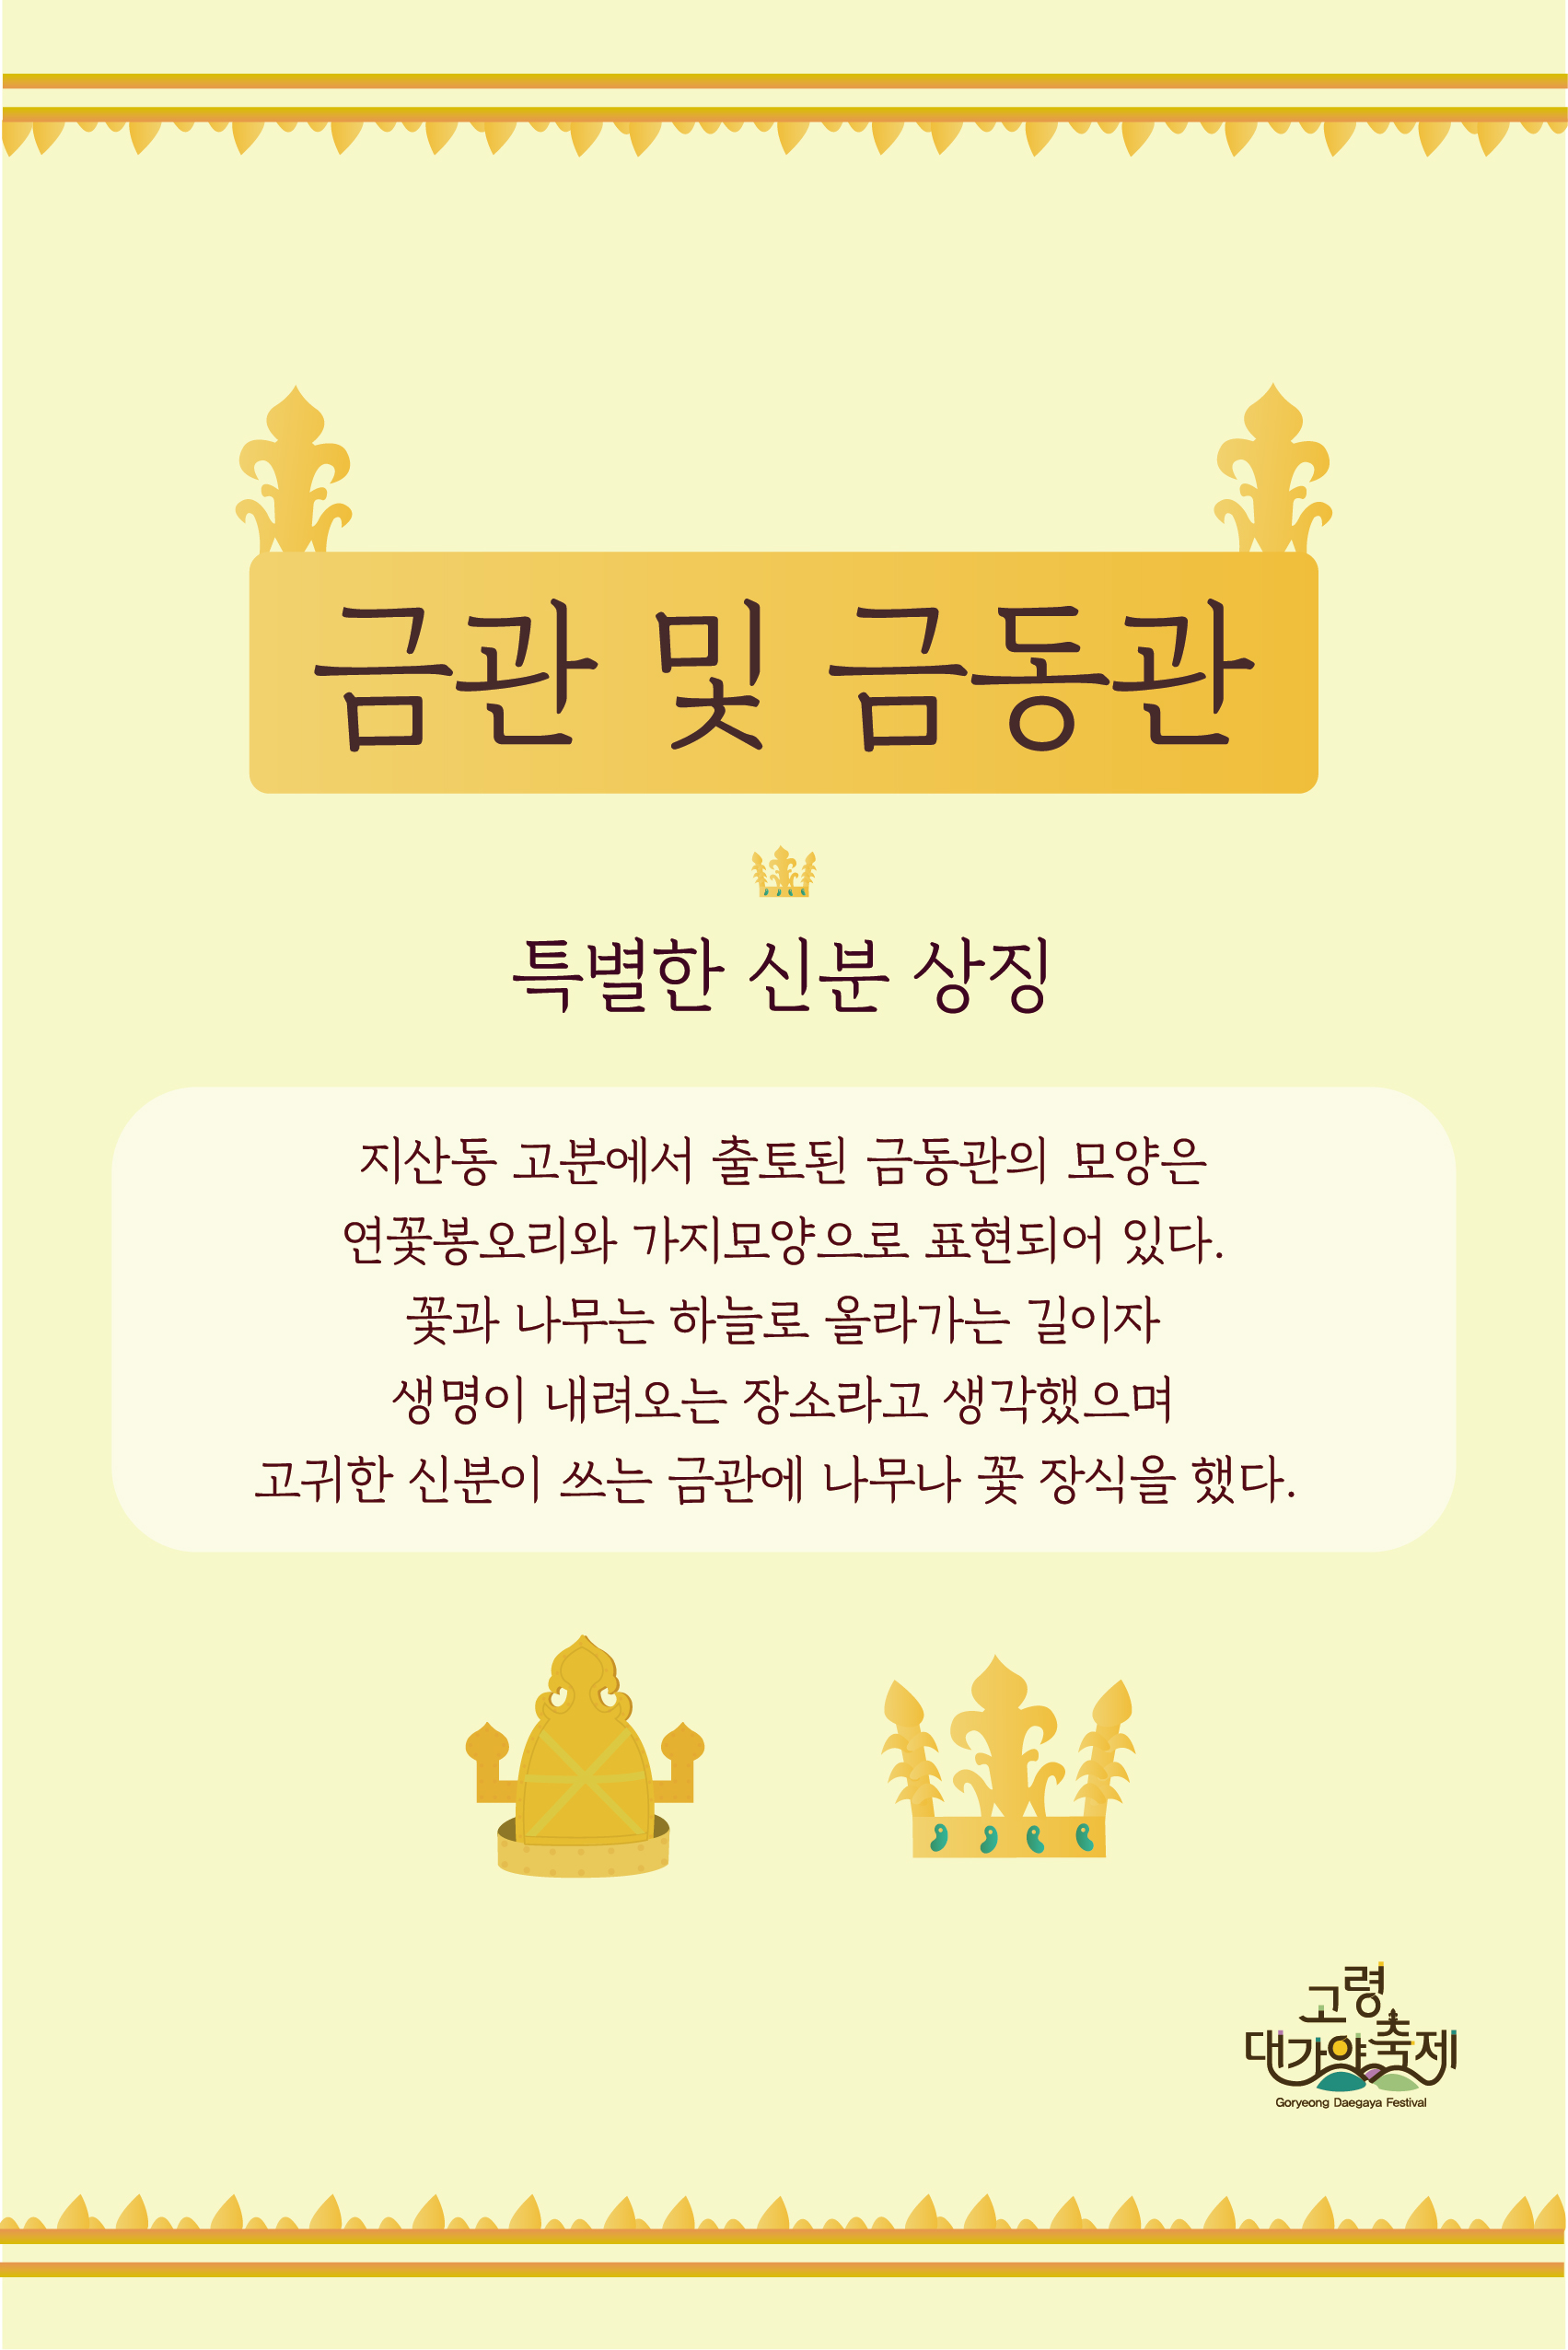 금관 및 금동관
특별한 신분 상징
지산동 고분에서 출토된 금동관의 모양은
연꽃봉오리와 가지모양으로 표현되어 있다.
꽃과 나무는 하늘로 올라가는 길이자
생명이 내려오는 장소라고 생각했으며
고귀한 신분이 쓰는 금관에 나무나 꽃 장식을 했다.
고령
대가야축제
Goryeong Daegaya Festival